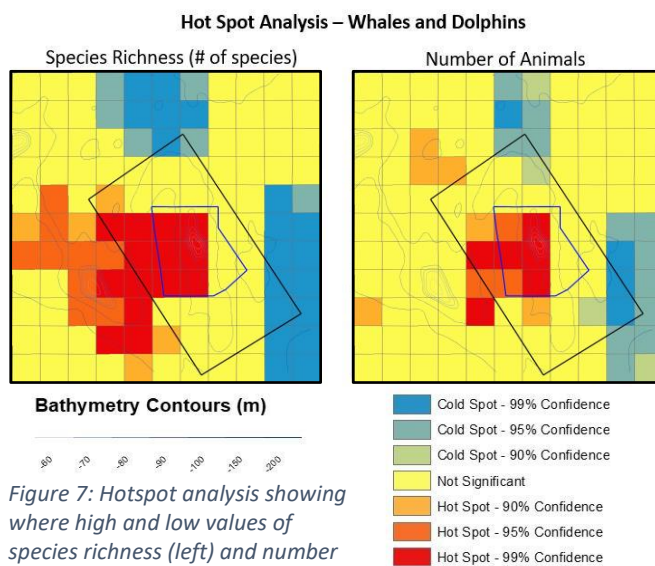 Hot Spot Analysis – Whales and Dolphins
Species Richness (# of species)
Number of Animals
Bathymetry Contours (m)
-60 -70 -80 -90 -100 -150 -200
Figure 7: Hotspot analysis showing
where high and low values of
species richness (left) and number
Cold Spot - 99% Confidence
Cold Spot - 95% Confidence
Cold Spot - 90% Confidence
Not Significant
Hot Spot - 90% Confidence
Hot Spot - 95% Confidence
Hot Spot - 99% Confidence